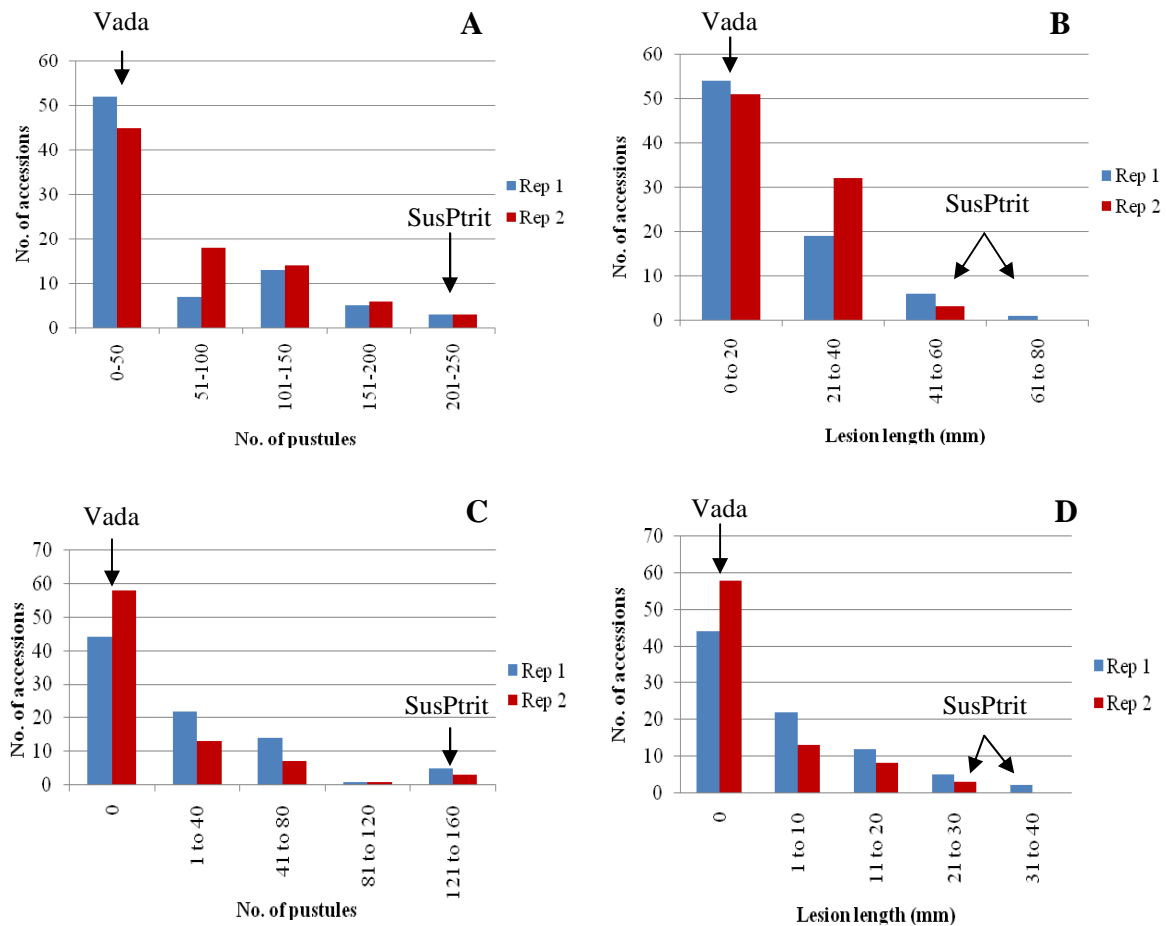 Vada
A
60
50
40
30
20
10
0
No. of accessions
SusPtrit
Rep 1
Rep 2
0-50
51-100
101-150
151-200
201-250
No. of pustules
Vada
B
60
50
40
30
20
10
0
No. of accessions
SusPtrit
Rep 1
Rep 2
0 to 20
21 to 40
41 to 60
61 to 80
Lesion length (mm)
Vada
C
70
60
50
40
30
20
10
0
No. of accessions
SusPtrit
Rep 1
Rep 2
0
1 to 40
41 to 80
81 to 120
121 to 160
No. of pustules
Vada
D
70
60
50
40
30
20
10
0
No. of accessions
SusPtrit
Rep 1
Rep 2
0
1 to 10
11 to 20
21 to 30
31 to 40
Lesion length (mm)